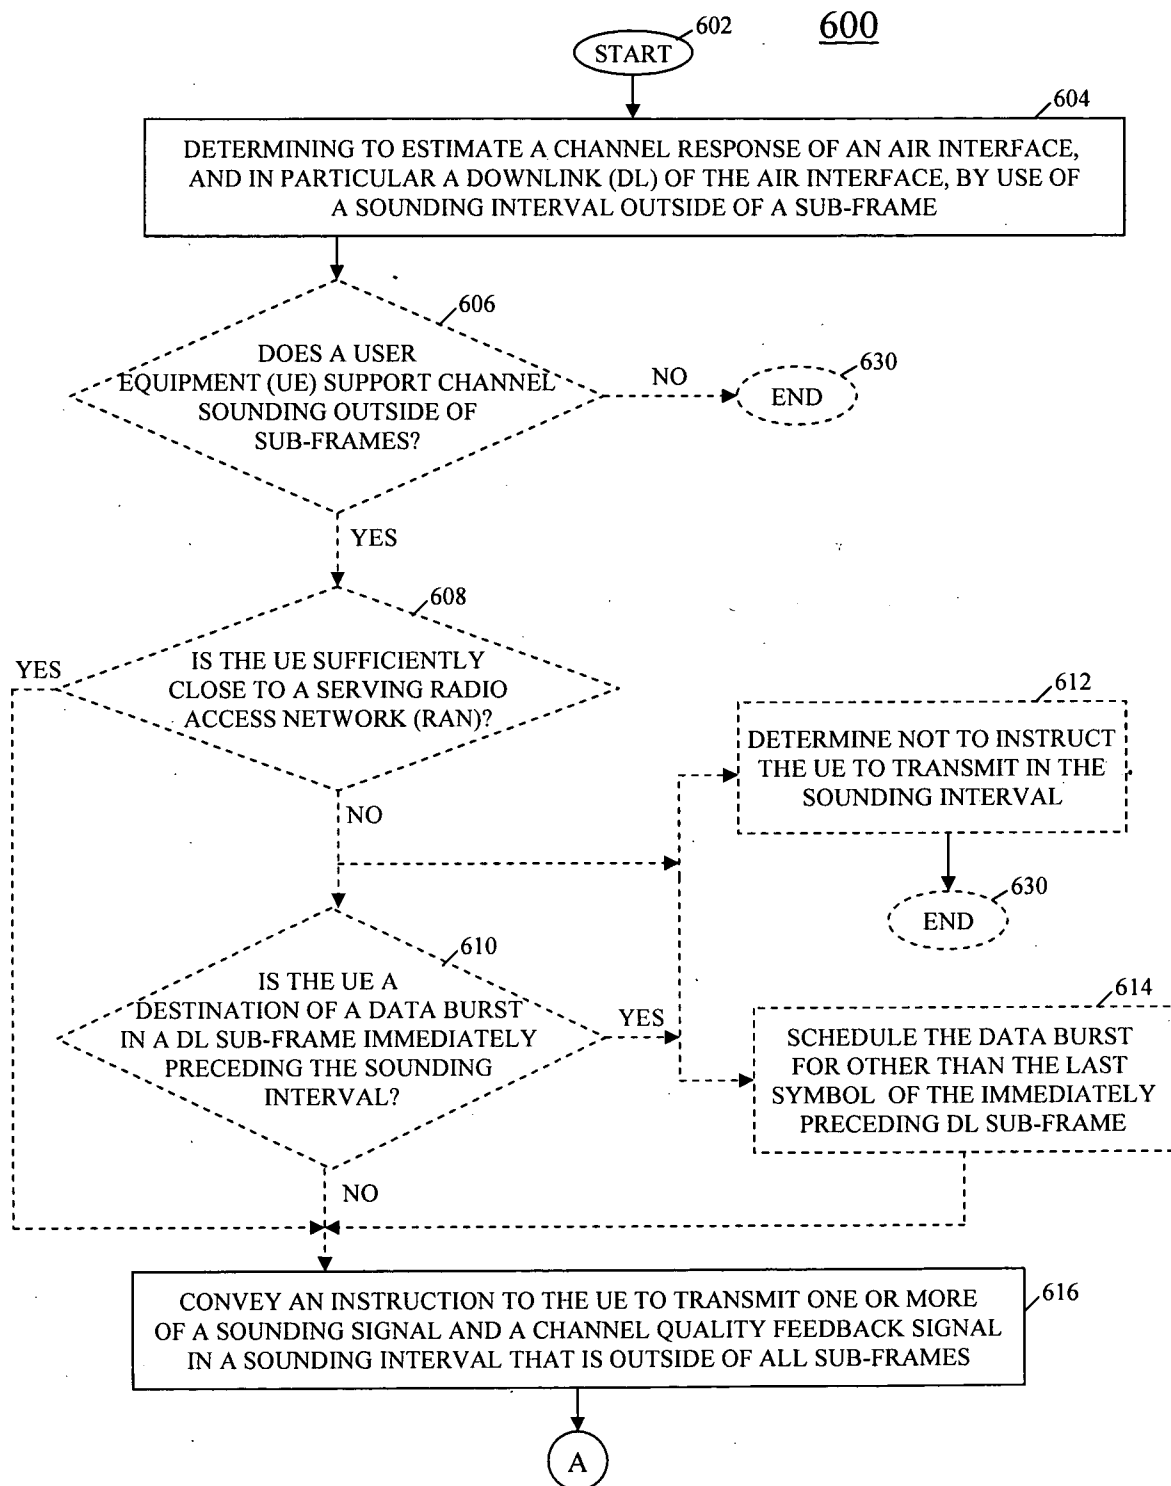 600
602
START
604
DETERMINING TO ESTIMATE A CHANNEL RESPONSE OF AN AIR INTERFACE,
AND IN PARTICULAR A DOWNLINK (DL) OF THE AIR INTERFACE, BY USE OF
A SOUNDING INTERVAL OUTSIDE OF A SUB-FRAME
606
DOES A USER
EQUIPMENT (UE) SUPPORT CHANNEL
SOUNDING OUTSIDE OF
SUB-FRAMES?
NO
630
END
YES
608
IS THE UE SUFFICIENTLY
CLOSE TO A SERVING RADIO
ACCESS NETWORK (RAN)?
YES
NO
612
DETERMINE NOT TO INSTRUCT
THE UE TO TRANSMIT IN THE
SOUNDING INTERVAL
630
END
610
IS THE UE A
DESTINATION OF A DATA BURST
IN A DL SUB-FRAME IMMEDIATELY
PRECEDING THE SOUNDING
INTERVAL?
YES
614
SCHEDULE THE DATA BURST
FOR OTHER THAN THE LAST
SYMBOL OF THE IMMEDIATELY
PRECEDING DL SUB-FRAME
NO
616
CONVEY AN INSTRUCTION TO THE UE TO TRANSMIT ONE OR MORE
OF A SOUNDING SIGNAL AND A CHANNEL QUALITY FEEDBACK SIGNAL
IN A SOUNDING INTERVAL THAT IS OUTSIDE OF ALL SUB-FRAMES
A